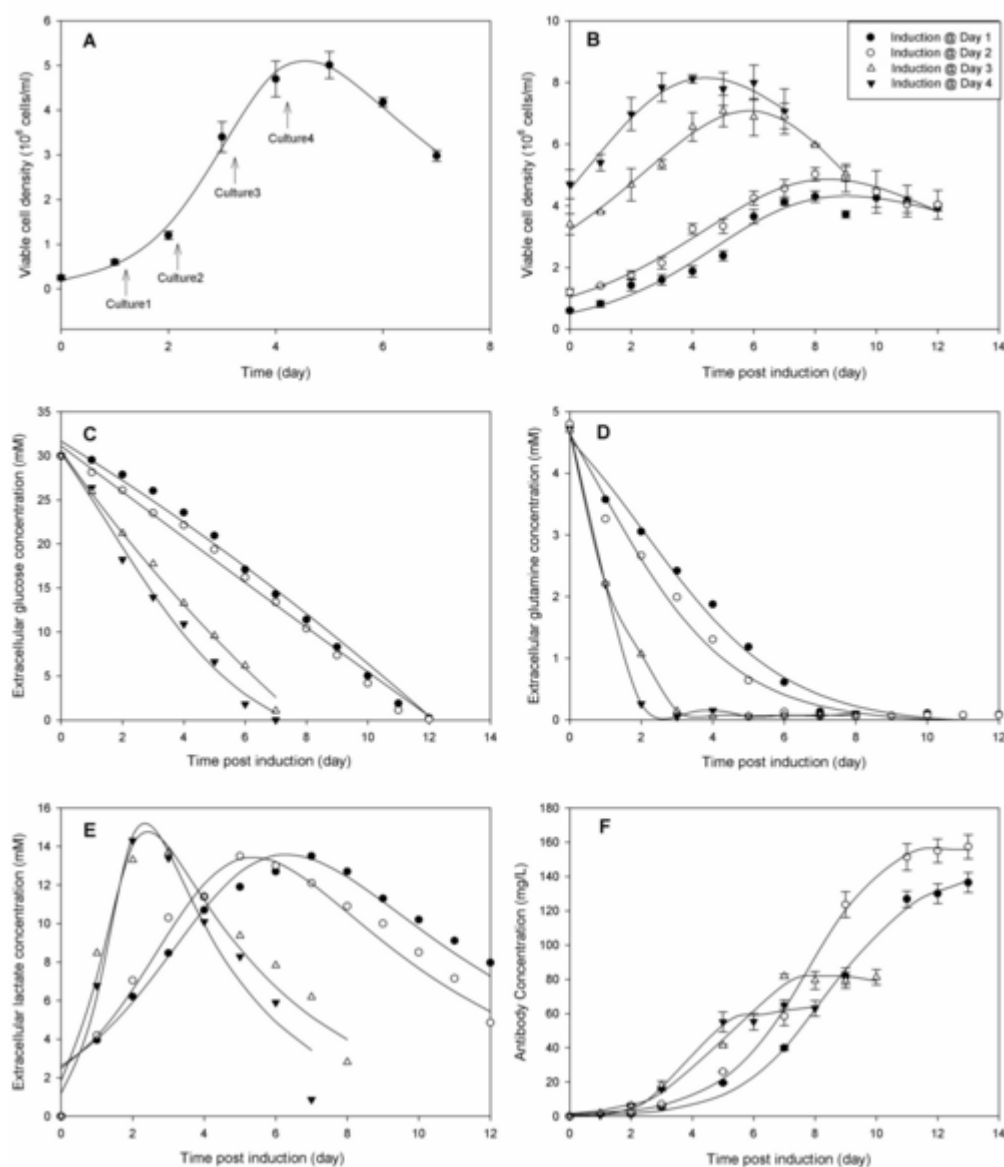 A
Viable cell density (10⁶ cells/ml)
6
5
4
3
2
1
0
Culture1
Culture2
Culture3
Culture4
0 2 4 6 8
Time (day)
B
Viable cell density (10⁶ cells/ml)
10
8
6
4
2
0
Induction @ Day 1
Induction @ Day 2
Induction @ Day 3
Induction @ Day 4
0 2 4 6 8 10 12 14
Time post induction (day)
C
Extracellular glucose concentration (mM)
35
30
25
20
15
10
5
0
0 2 4 6 8 10 12 14
Time post induction (day)
D
Extracellular glutamine concentration (mM)
5
4
3
2
1
0
0 2 4 6 8 10 12
Time post induction (day)
E
Extracellular lactate concentration (mM)
16
14
12
10
8
6
4
2
0
0 2 4 6 8 10 12
Time post induction (day)
F
Antibody Concentration (mg/L)
180
160
140
120
100
80
60
40
20
0
0 2 4 6 8 10 12 14
Time post induction (day)